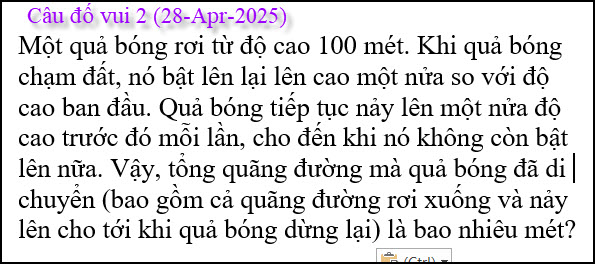 Câu đố vui 2 (28-Apr-2025)
Một quả bóng rơi từ độ cao 100 mét. Khi quả bóng
chạm đất, nó bật lên lại lên cao một nửa so với độ
cao ban đầu. Quả bóng tiếp tục nảy lên một nửa độ
cao trước đó mỗi lần, cho đến khi nó không còn bật
lên nữa. Vậy, tổng quãng đường mà quả bóng đã di
chuyển (bao gồm cả quãng đường rơi xuống và nảy
lên cho tới khi quả bóng dừng lại) là bao nhiêu mét?
(Ctrl)